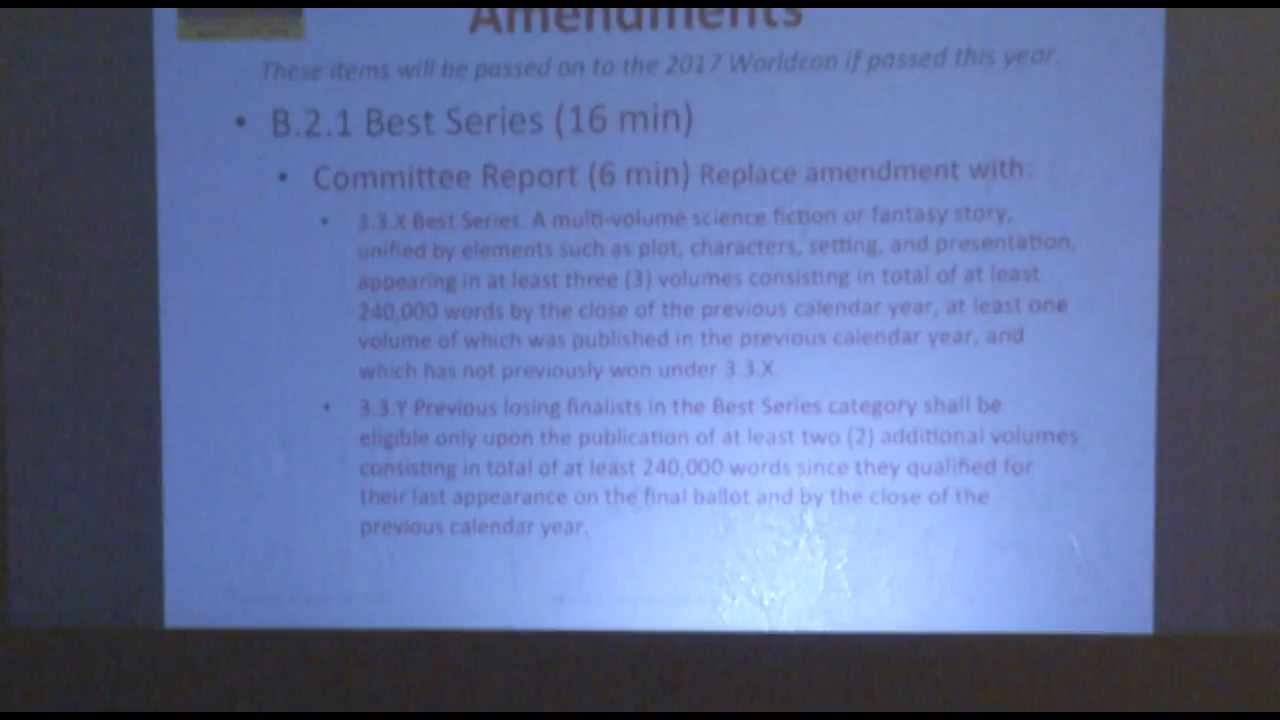 Amendments
These items will be passed on to the 2017 Worldcon if passed this year.
• B.2.1 Best Series (16 min)
• Committee Report (6 min) Replace amendment with:
• 3.3.X Best Series. A multi-volume science fiction or fantasy story,
unified by elements such as plot, characters, setting, and presentation,
appearing in at least three (3) volumes consisting in total of at least
240,000 words by the close of the previous calendar year, at least one
volume of which was published in the previous calendar year, and
which has not previously won under 3.3.X.
• 3.3.Y Previous losing finalists in the Best Series category shall be
eligible only upon the publication of at least two (2) additional volumes
consisting in total of at least 240,000 words since they qualified for
their last appearance on the final ballot and by the close of the
previous calendar year.